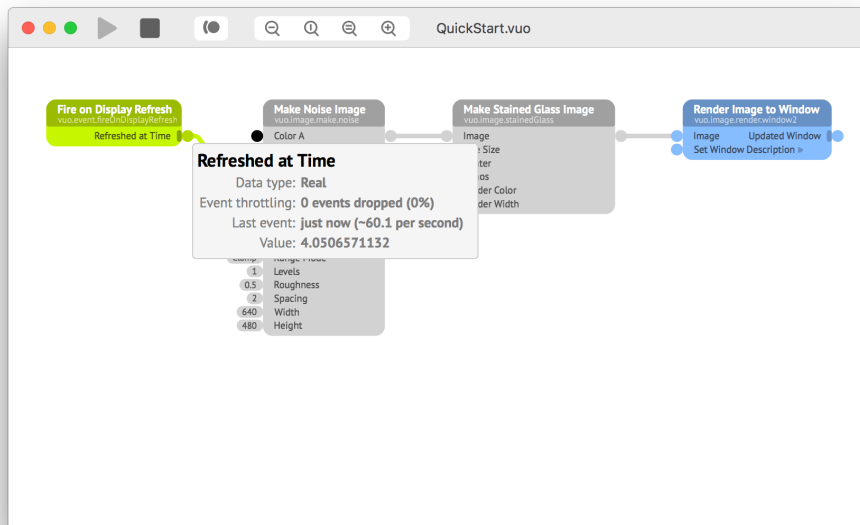 QuickStart.vuo
Fire on Display Refresh
vuo.event.fireOnDisplayRefresh
Refreshed at Time
Make Noise Image
vuo.image.make.noise
Color A
Make Stained Glass Image
vuo.image.stainedGlass
Image
Size
Color
Width
Render Image to Window
vuo.image.render.window2
Image Updated Window
Set Window Description
Refreshed at Time
Data type: Real
Event throttling: 0 events dropped (0%)
Last event: just now (~60.1 per second)
Value: 4.0506571132
1 Levels
0.5 Roughness
2 Spacing
640 Width
480 Height